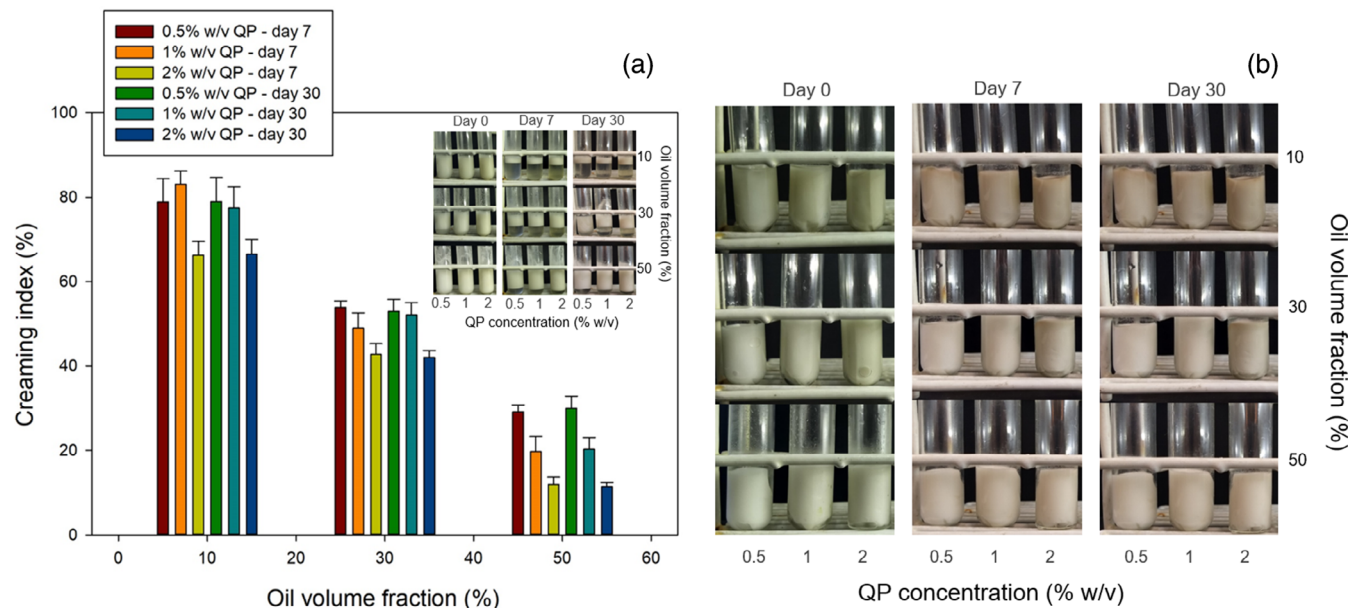 0.5% w/v QP - day 7
1% w/v QP - day 7
2% w/v QP - day 7
0.5% w/v QP - day 30
1% w/v QP - day 30
2% w/v QP - day 30
(a)
Creaming index (%)
100
80
60
40
20
0
0 10 20 30 40 50 60
Oil volume fraction (%)
Day 0 Day 7 Day 30
10
30
50
Oil volume fraction (%)
0.5 1 2 0.5 1 2 0.5 1 2
QP concentration (% w/v)
(b)
Day 0 Day 7 Day 30
10
30
50
Oil volume fraction (%)
0.5 1 2 0.5 1 2 0.5 1 2
QP concentration (% w/v)